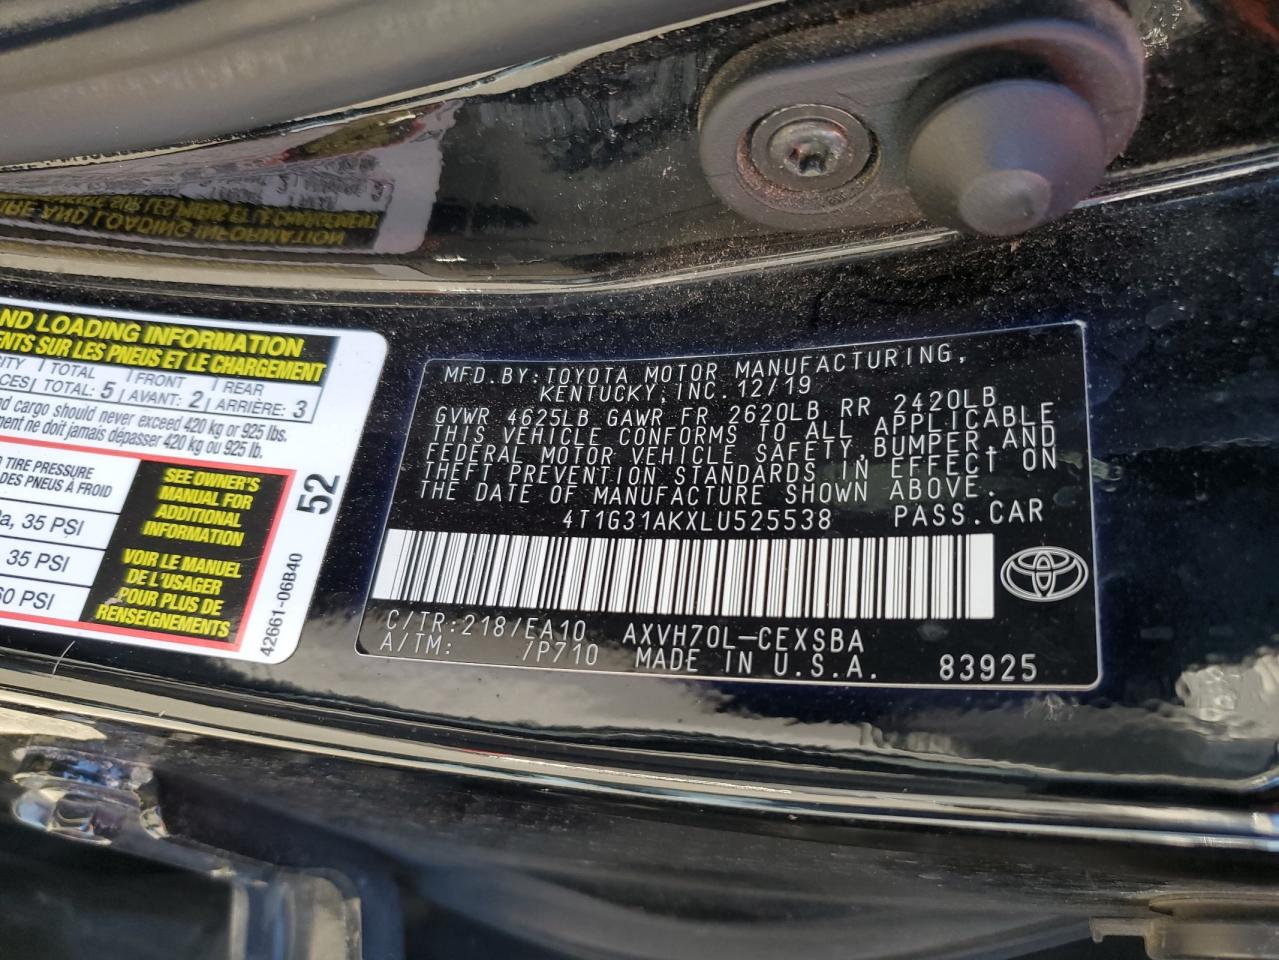 ND LOADING INFORMATION
ENTS SUR LES PNEUS ET LE CHARGEMENT
TOTAL FRONT REAR
TOTAL: 5 AVANT: 2 ARRIÈRE: 3
nd cargo should never exceed 420 kg or 925 lbs.
ment ne doit jamais dépasser 420 kg ou 925 lb.
TIRE PRESSURE
DES PNEUS À FROID
35 PSI
35 PSI
60 PSI
SEE OWNER'S
MANUAL FOR
ADDITIONAL
INFORMATION
VOIR LE MANUEL
DE L'USAGER
POUR PLUS DE
RENSEIGNEMENTS
52
42661-06B40
MFD.BY:TOYOTA MOTOR MANUFACTURING,
KENTUCKY,INC.12/19
GVWR 4625LB GAWR FR 2620LB RR 2420LB
THIS VEHICLE CONFORMS TO ALL APPLICABLE
FEDERAL MOTOR VEHICLE SAFETY,BUMPER,AND
THEFT PREVENTION STANDARDS IN EFFECT ON
THE DATE OF MANUFACTURE SHOWN ABOVE.
4T1G31AKXLU525538 PASS.CAR
C/TR:218/EA10 AXVH70L-CEXSBA
A/TM: /P710 MADE IN U.S.A. 83925